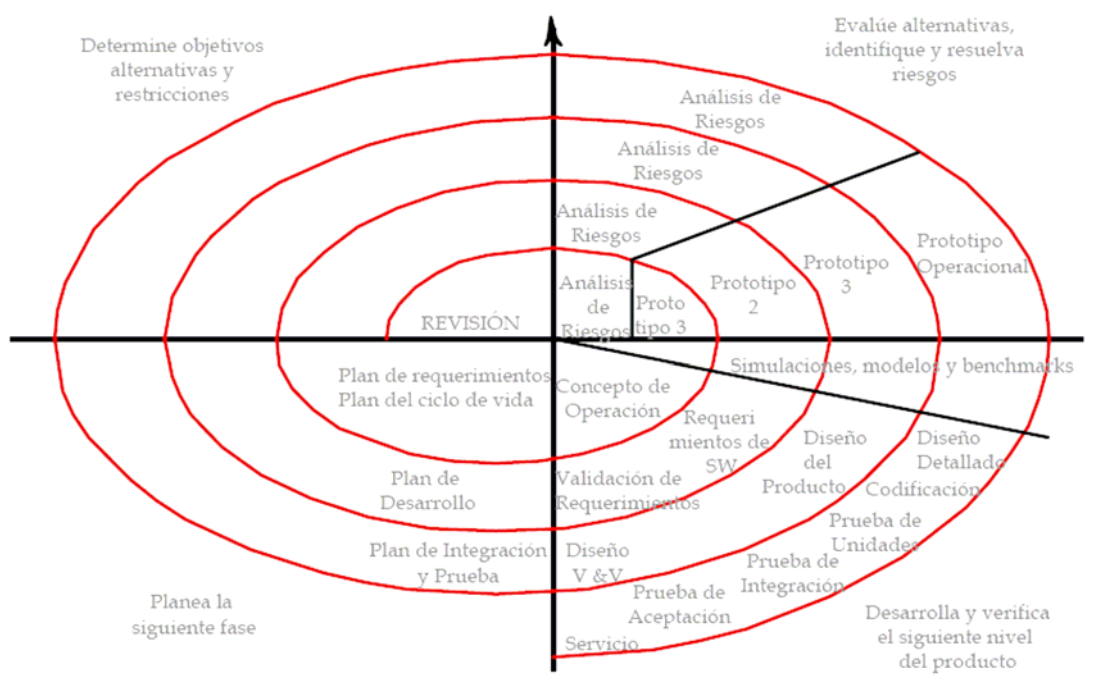 Determine objetivos
alternativas y
restricciones
Evalúe alternativas,
identifique y resuelva
riesgos
Análisis de
Riesgos
Análisis de
Riesgos
Análisis de
Riesgos
Análisis
de
Riesgos
Proto
tipo 3
Prototipo
2
Prototipo
3
Prototipo
Operacional
REVISIÓN
Simulaciones, modelos y benchmarks
Plan de requerimientos
Plan del ciclo de vida
Concepto de
Operación
Requeri
mientos de
SW
Diseño
del
Producto
Diseño
Detallado
Codificación
Plan de
Desarrollo
Validación de
Requerimientos
Prueba de
Unidades
Plan de Integración
y Prueba
Diseño
V &V
Prueba de
Integración
Prueba de
Aceptación
Servicio
Planea la
siguiente fase
Desarrolla y verifica
el siguiente nivel
del producto